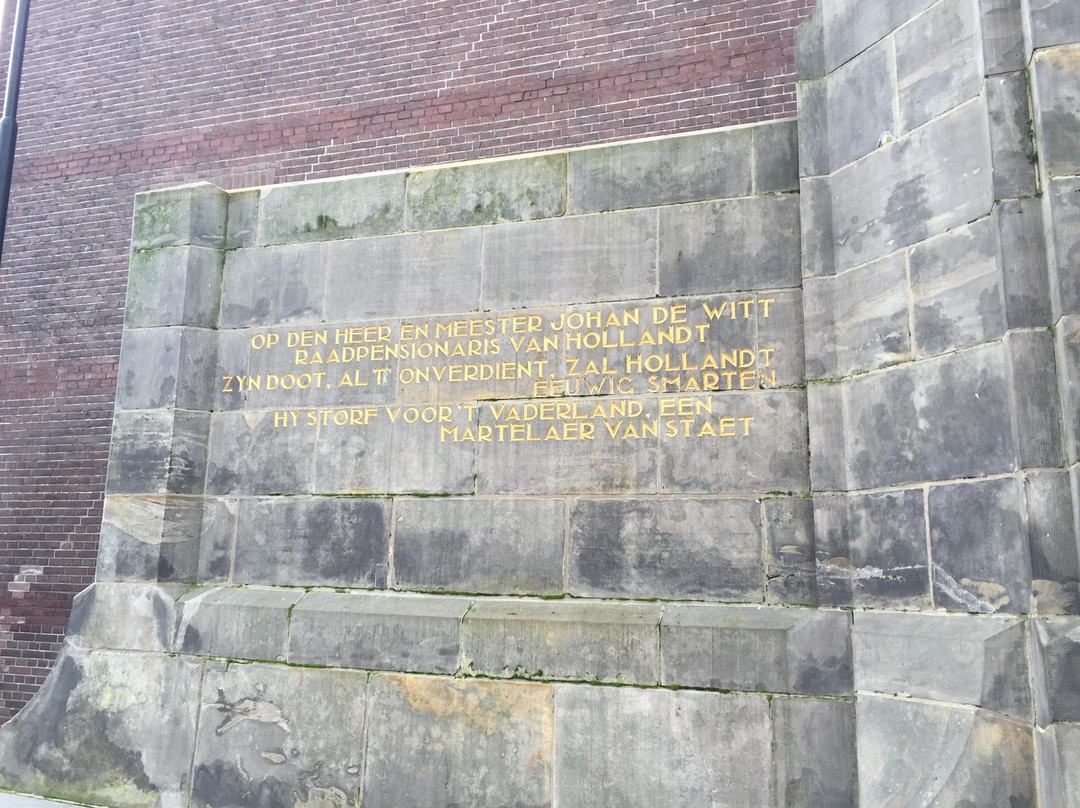 OP DEN HEER EN MEESTER JOHAN DE WITT
RAADPENSIONARIS VAN HOLLANDT
ZYN DOOT, AL T' ONVERDIENT, ZAL HOLLANDT
EEUWIG SMARTEN
HY STORF VOOR 'T VADERLAND, EEN
MARTELAER VAN STAET